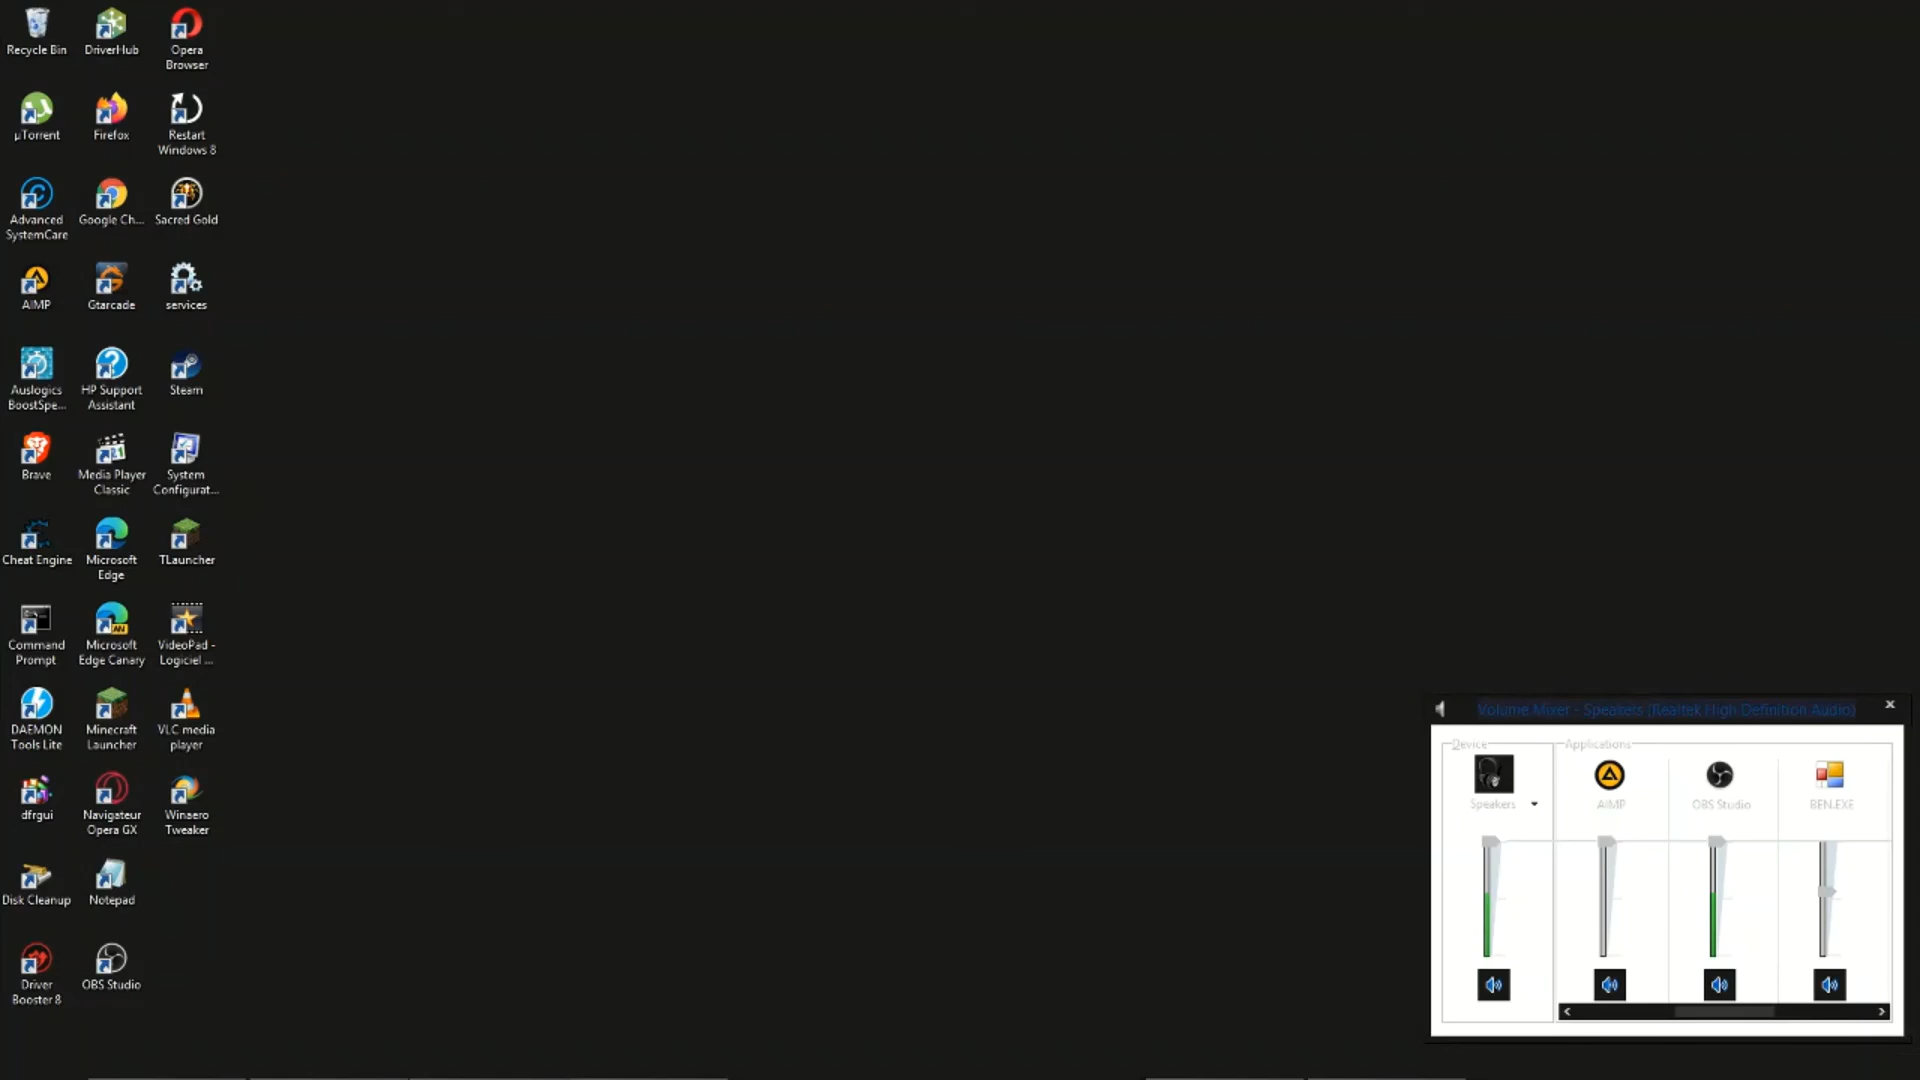 Recycle Bin
DriverHub
Opera
Browser
µTorrent
Firefox
Restart
Windows 8
Advanced
SystemCare
Google Ch...
Sacred Gold
AIMP
Gtarcade
services
Auslogics
BoostSpe...
HP Support
Assistant
Steam
Brave
Media Player
Classic
System
Configurat...
Cheat Engine
Microsoft
Edge
TLauncher
Command
Prompt
Microsoft
Edge Canary
VideoPad -
Logiciel ...
DAEMON
Tools Lite
Minecraft
Launcher
VLC media
player
dfrgui
Navigateur
Opera GX
Winaero
Tweaker
Disk Cleanup
Notepad
Driver
Booster 8
OBS Studio
Volume Mixer - Speakers (Realtek High Definition Audio)
Device
Applications
Speakers
AIMP
OBS Studio
BEN.EXE